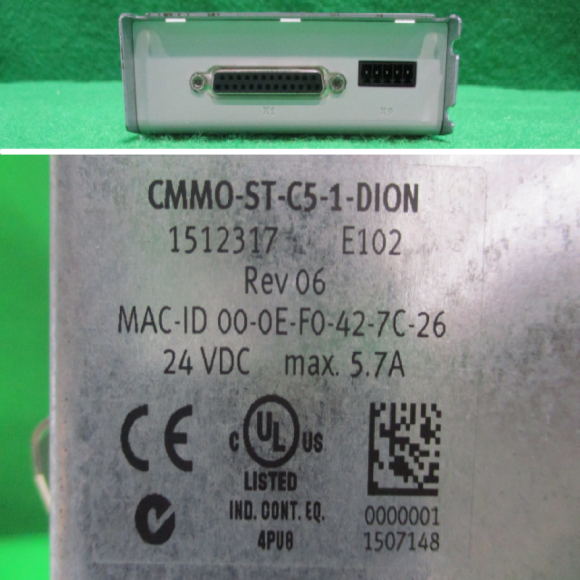 X1
CMMO-ST-C5-1-DION
1512317 E102
Rev 06
MAC-ID 00-0E-F0-42-7C-26
24 VDC max. 5.7A
CE
C UL US
LISTED
IND. CONT. EQ.
4PU8
0000001
1507148